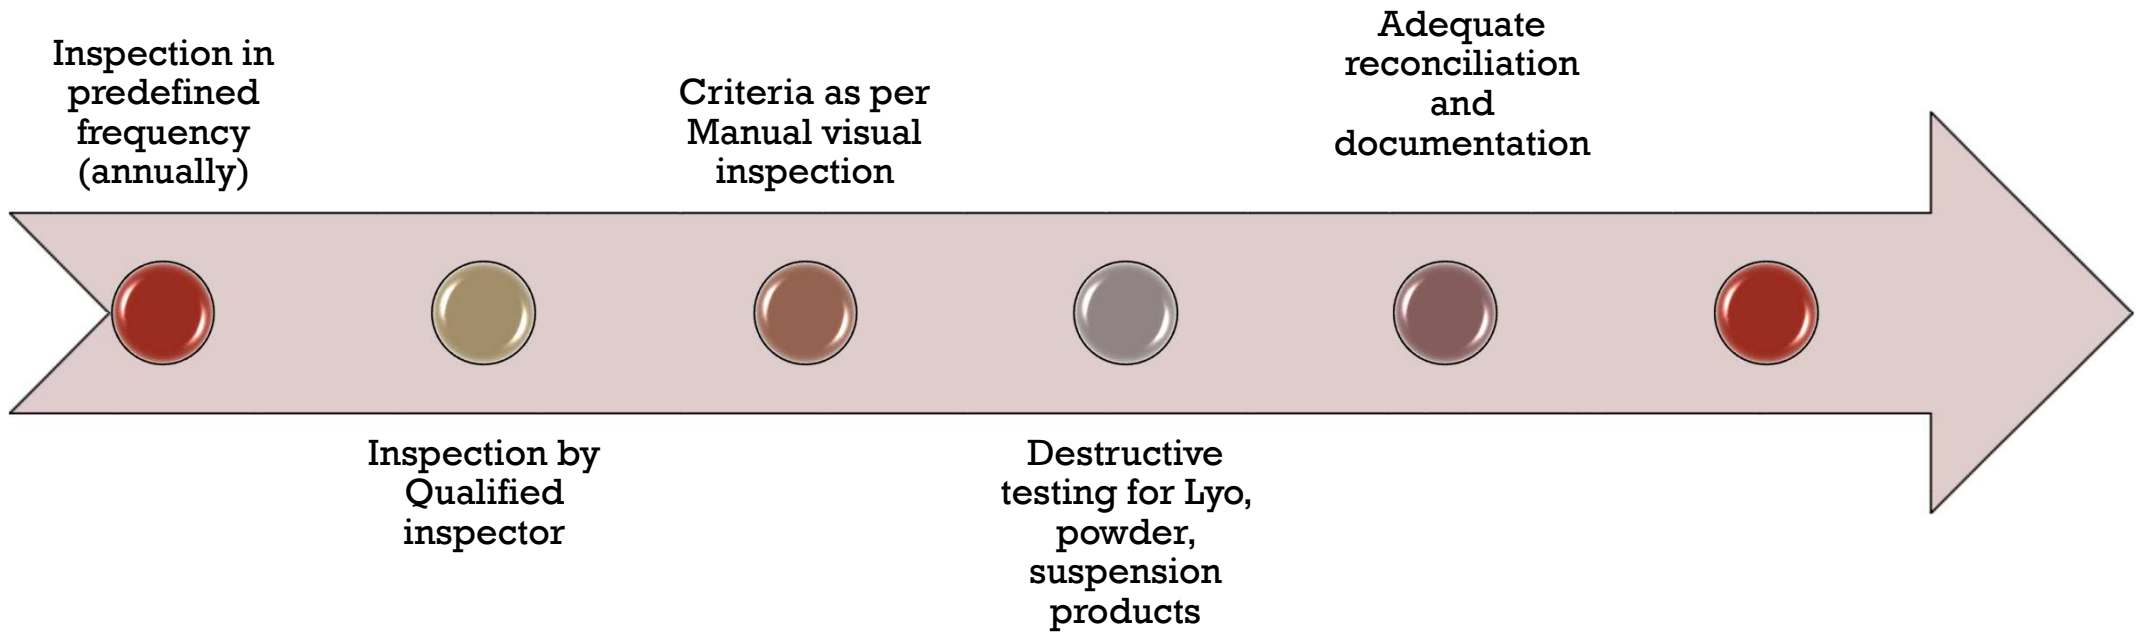 Inspection in
predefined
frequency
(annually)
Inspection by
Qualified
inspector
Criteria as per
Manual visual
inspection
Destructive
testing for Lyo,
powder,
suspension
products
Adequate
reconciliation
and
documentation